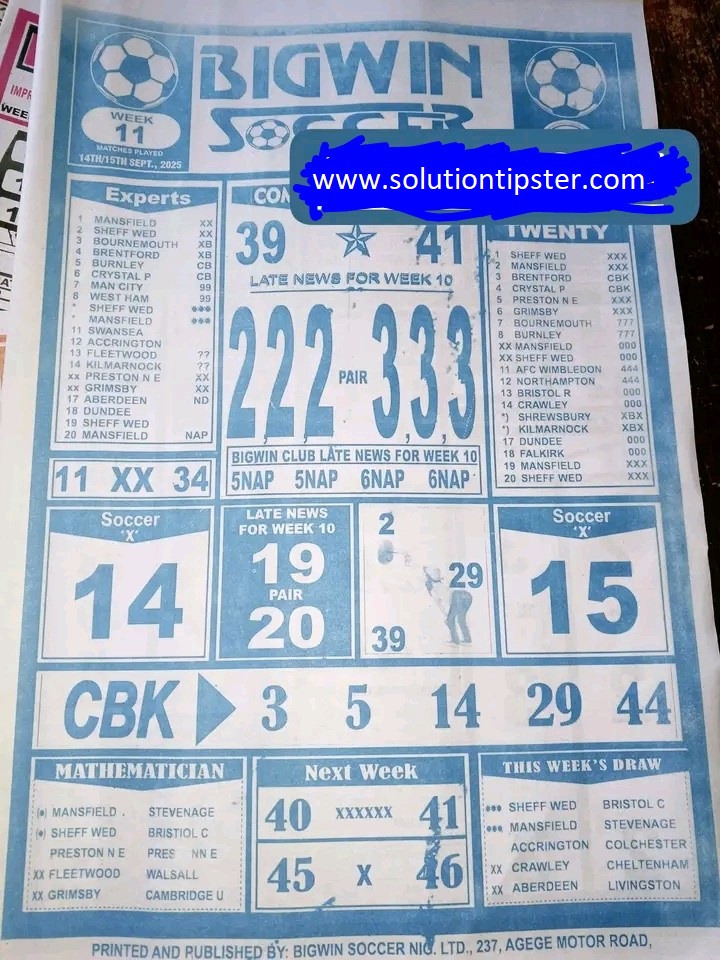 BIGWIN
SOCCER
WEEK
11
MATCHES PLAYED
14TH/15TH SEPT., 2025
www.solutiontipster.com
Experts
1 MANSFIELD XX
2 SHEFF WED XX
3 BOURNEMOUTH XB
4 BRENTFORD XB
5 BURNLEY CB
6 CRYSTAL P CB
7 MAN CITY 99
8 WEST HAM 99
* SHEFF WED ●●●
* MANSFIELD ●●●
11 SWANSEA
12 ACCRINGTON
13 FLEETWOOD ??
14 KILMARNOCK ??
xx PRESTON N E XX
xx GRIMSBY XX
17 ABERDEEN ND
18 DUNDEE
19 SHEFF WED
20 MANSFIELD NAP
11 XX 34
39 ☆ 41
LATE NEWS FOR WEEK 10
222 PAIR 333
BIGWIN CLUB LATE NEWS FOR WEEK 10
5NAP 5NAP 6NAP 6NAP
TWENTY
1 SHEFF WED XXX
2 MANSFIELD XXX
3 BRENTFORD CBK
4 CRYSTAL P CBK
5 PRESTON N E XXX
6 GRIMSBY XXX
7 BOURNEMOUTH 777
8 BURNLEY 777
XX MANSFIELD 000
XX SHEFF WED 000
11 AFC WIMBLEDON 444
12 NORTHAMPTON 444
13 BRISTOL R 000
14 CRAWLEY 000
*) SHREWSBURY XBX
*) KILMARNOCK XBX
17 DUNDEE 000
18 FALKIRK 000
19 MANSFIELD XXX
20 SHEFF WED XXX
Soccer
'X'
14
LATE NEWS
FOR WEEK 10
19
PAIR
20
2
29
39
Soccer
'X'
15
CBK 3 5 14 29 44
MATHEMATICIAN
(•) MANSFIELD . STEVENAGE
(•) SHEFF WED BRISTIOL C
PRESTON N E PRES NN E
XX FLEETWOOD WALSALL
XX GRIMSBY CAMBRIDGE U
Next Week
40 XXXXXX 41
45 X 46
THIS WEEK'S DRAW
●●● SHEFF WED BRISTOL C
●●● MANSFIELD STEVENAGE
ACCRINGTON COLCHESTER
XX CRAWLEY CHELTENHAM
XX ABERDEEN LIVINGSTON
PRINTED AND PUBLISHED BY: BIGWIN SOCCER NIG. LTD., 237, AGEGE MOTOR ROAD,